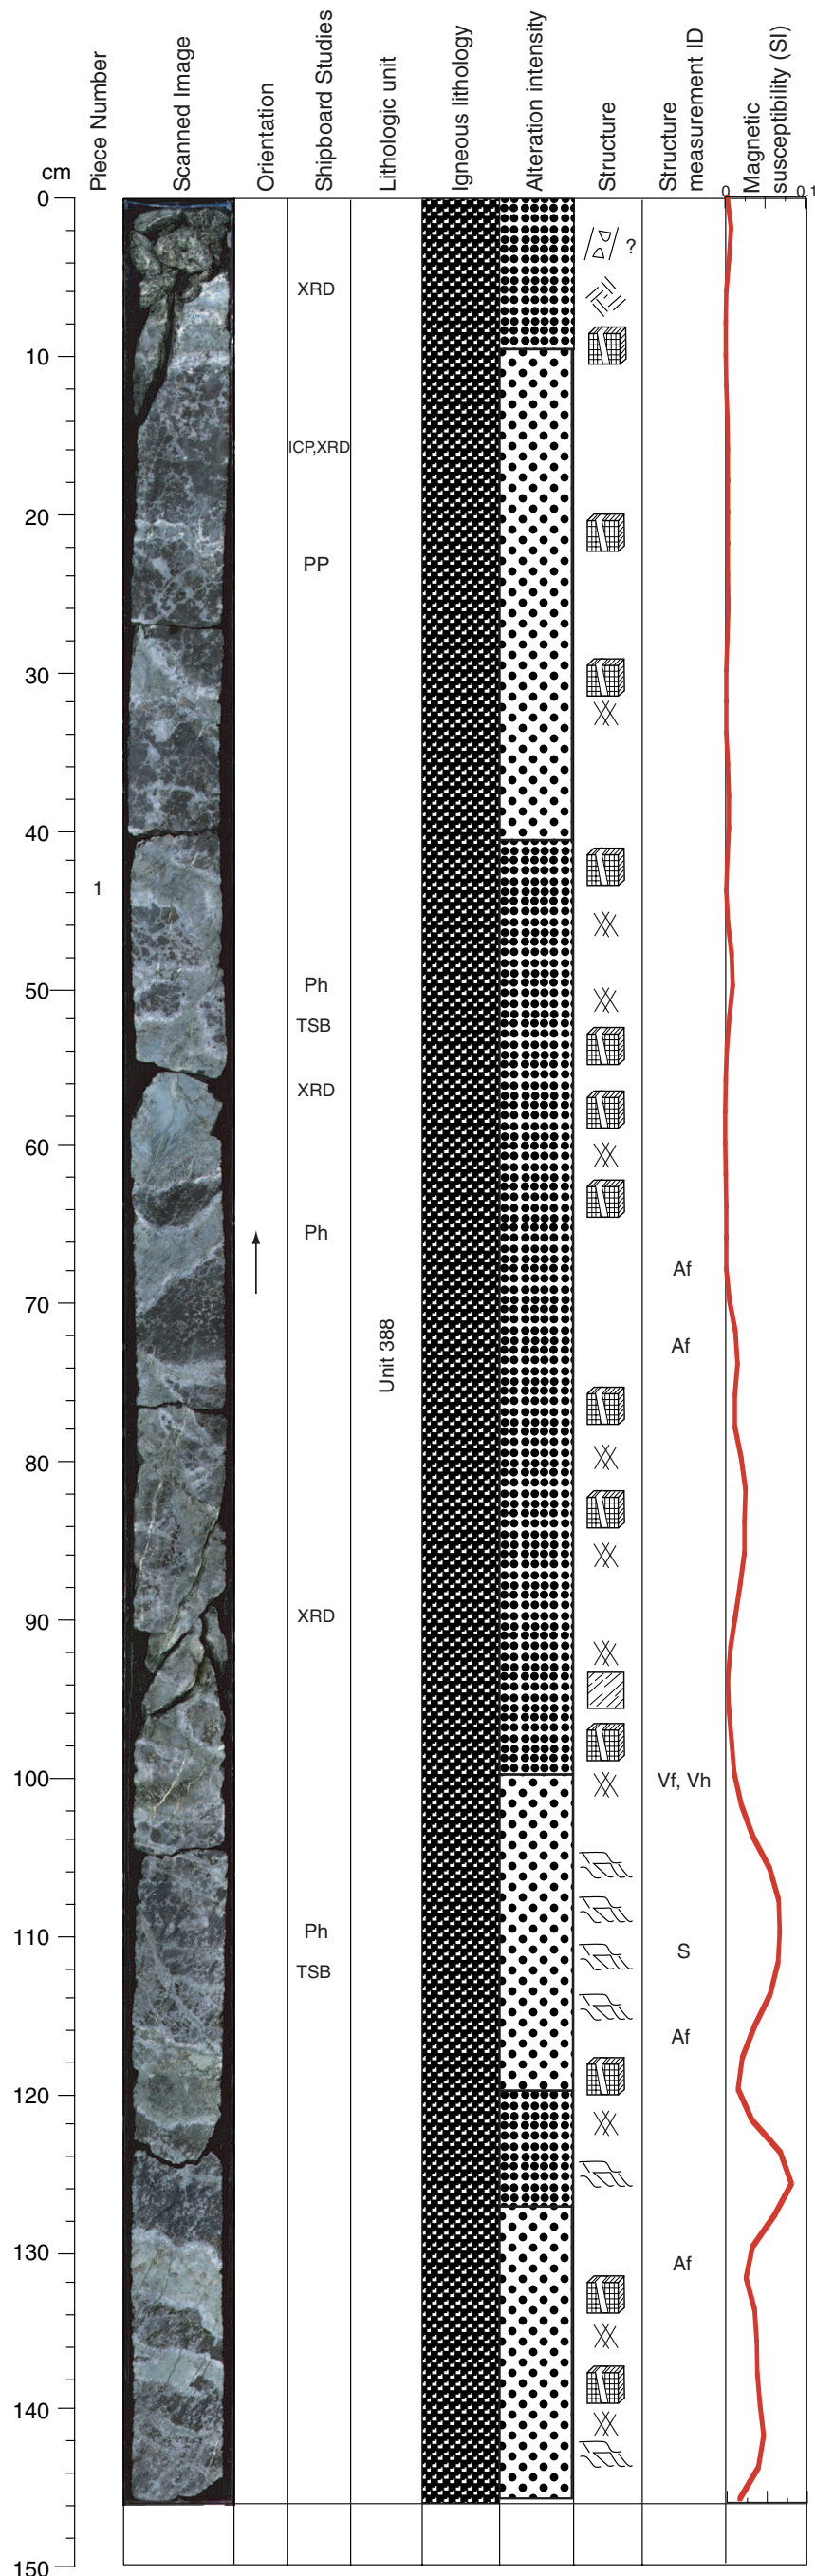 cm
Piece Number
Scanned Image
Orientation
Shipboard Studies
Lithologic unit
Igneous lithology
Alteration intensity
Structure
Structure
measurement ID
Magnetic
susceptibility (SI)
0 0.1
0
?
XRD
10
ICP,XRD
20
PP
30
40
1
50
Ph
TSB
XRD
60
Ph
Af
70
Unit 388
Af
80
90
XRD
100
Vf, Vh
110
Ph
S
TSB
Af
120
130
Af
140
150